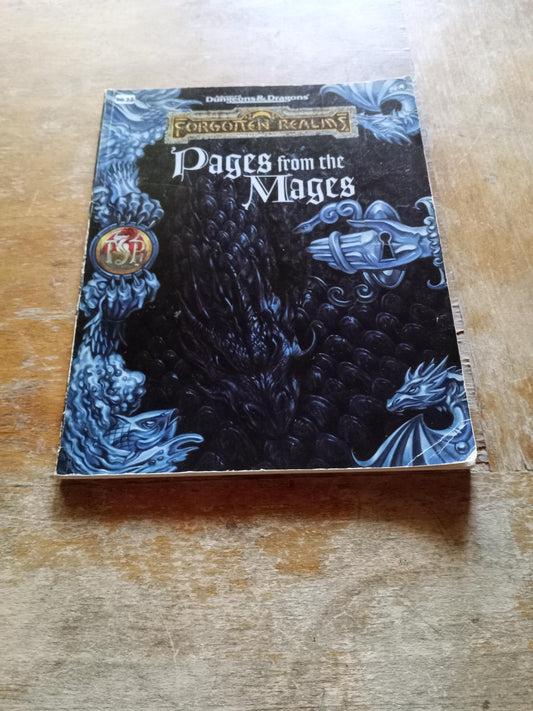 Dungeons & Dragons
FORGOTTEN REALMS
Pages from the
Mages
TSR